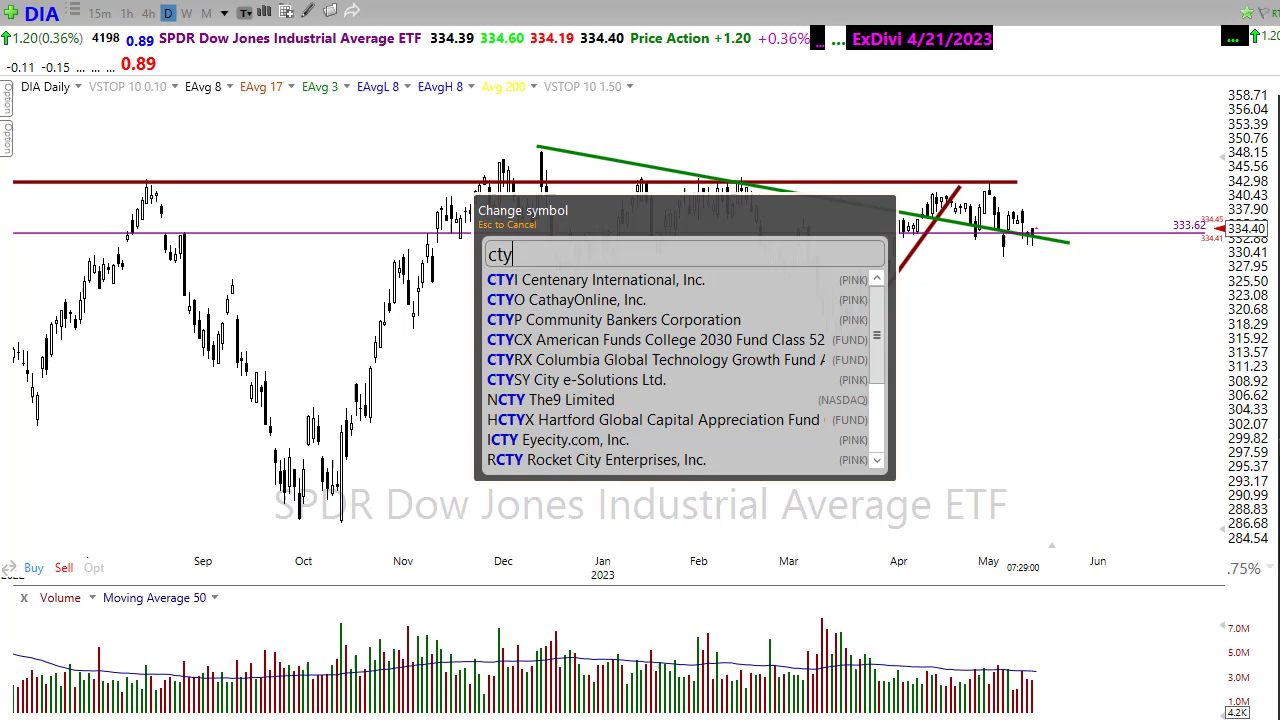 DIA 15m 1h 4h D W M T
1.20(0.36%) 4198 0.89 SPDR Dow Jones Industrial Average ETF 334.39 334.60 334.19 334.40 Price Action +1.20 +0.36% ... ... ExDivi 4/21/2023 ... 1.20
-0.11 -0.15 ... ... ... 0.89
DIA Daily VSTOP 10 0.10 EAvg 8 EAvg 17 EAvg 3 EAvgL 8 EAvgH 8 Avg 200 VSTOP 10 1.50
Option
Option
358.71
356.04
353.39
350.76
348.15
345.56
342.98
340.43
337.90
334.45
333.62
334.40
334.41
332.88
330.41
327.95
325.50
323.08
320.68
318.29
315.92
313.57
311.23
308.92
306.62
304.33
302.07
299.82
297.59
295.37
293.17
290.99
288.83
286.68
284.54
Change symbol
Esc to Cancel
cty
CTYI Centenary International, Inc. (PINK)
CTYO CathayOnline, Inc. (PINK)
CTYP Community Bankers Corporation (PINK)
CTYCX American Funds College 2030 Fund Class 52 (FUND)
CTYRX Columbia Global Technology Growth Fund A (FUND)
CTYSY City e-Solutions Ltd. (PINK)
NCTY The9 Limited (NASDAQ)
HCTYX Hartford Global Capital Appreciation Fund (FUND)
ICTY Eyecity.com, Inc. (PINK)
RCTY Rocket City Enterprises, Inc. (PINK)
SPDR Dow Jones Industrial Average ETF
Sep Oct Nov Dec Jan Feb Mar Apr May Jun
2023 07:29:00
Buy Sell Opt .75%
X Volume Moving Average 50
7.0M
5.0M
3.0M
1.0M
4.2K